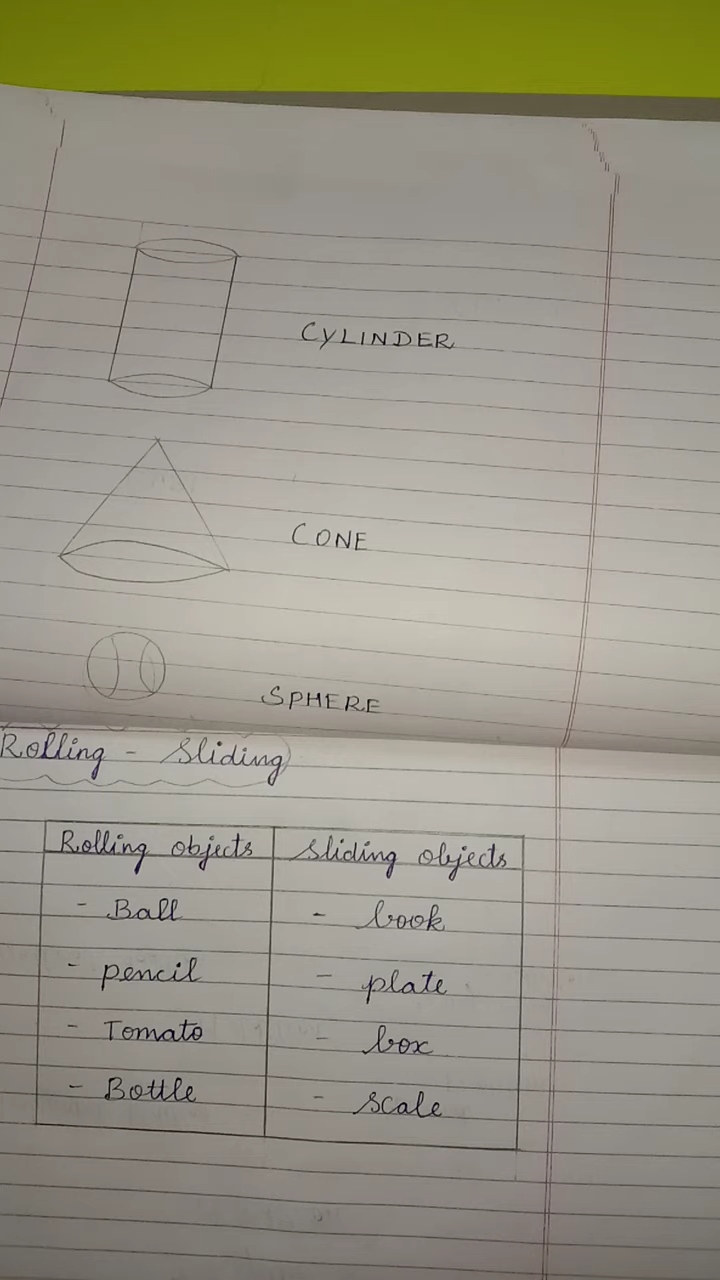 CYLINDER
CONE
SPHERE
Rolling - Sliding
Rolling objects Sliding objects
- Ball - book
- pencil - plate
- Tomato - box
- Bottle - scale